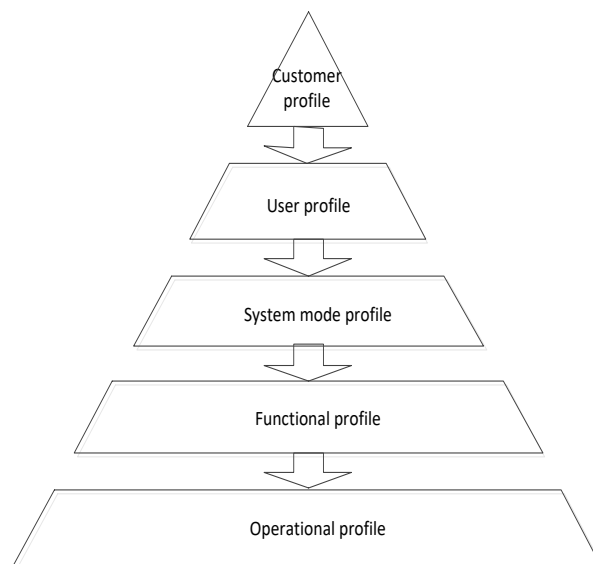 Customer
profile
User profile
System mode profile
Functional profile
Operational profile